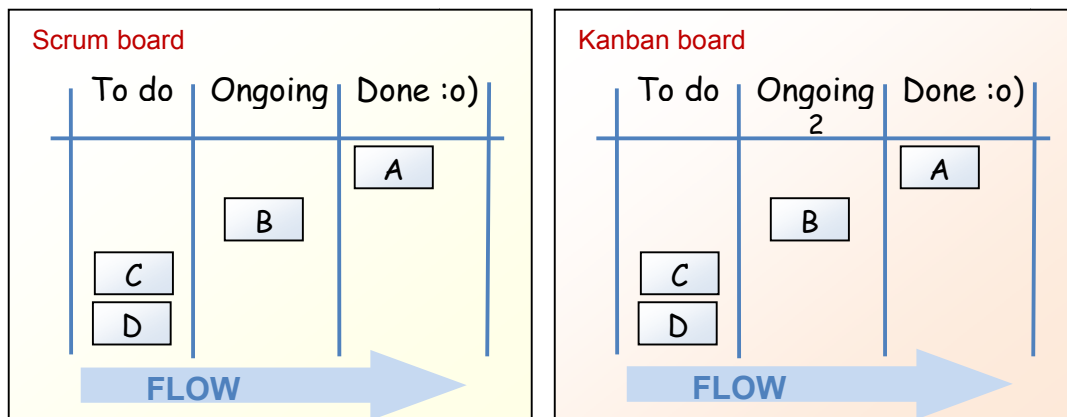 Scrum board
To do Ongoing Done :o)
A
B
C
D
FLOW
Kanban board
To do Ongoing Done :o)
2
A
B
C
D
FLOW